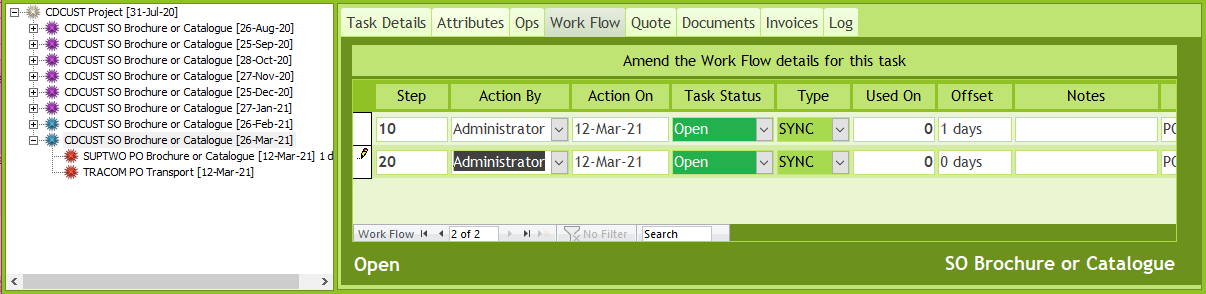 CDCUST Project [31-Jul-20]
CDCUST SO Brochure or Catalogue [26-Aug-20]
CDCUST SO Brochure or Catalogue [25-Sep-20]
CDCUST SO Brochure or Catalogue [28-Oct-20]
CDCUST SO Brochure or Catalogue [27-Nov-20]
CDCUST SO Brochure or Catalogue [25-Dec-20]
CDCUST SO Brochure or Catalogue [27-Jan-21]
CDCUST SO Brochure or Catalogue [26-Feb-21]
CDCUST SO Brochure or Catalogue [26-Mar-21]
SUPTWO PO Brochure or Catalogue [12-Mar-21] 1 d
TRACOM PO Transport [12-Mar-21]
Task Details Attributes Ops Work Flow Quote Documents Invoices Log
Amend the Work Flow details for this task
Step Action By Action On Task Status Type Used On Offset Notes
10 Administrator 12-Mar-21 Open SYNC 0 1 days PO
20 Administrator 12-Mar-21 Open SYNC 0 0 days PO
Work Flow 2 of 2 No Filter Search
Open SO Brochure or Catalogue